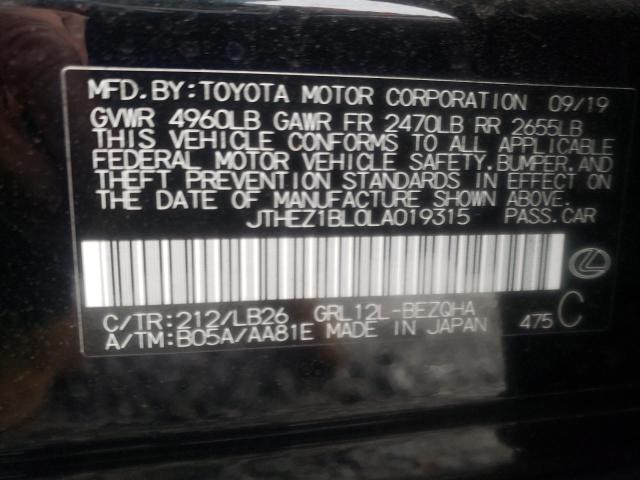 MFD. BY: TOYOTA MOTOR CORPORATION 09/19
GVWR 4960LB GAWR FR 2470LB RR 2655LB
THIS VEHICLE CONFORMS TO ALL APPLICABLE
FEDERAL MOTOR VEHICLE SAFETY, BUMPER, AND
THEFT PREVENTION STANDARDS IN EFFECT ON
THE DATE OF MANUFACTURE SHOWN ABOVE.
JTHEZ1BL0LA019315 PASS. CAR
C/TR: 212/LB26 GRL12L-BEZQHA
A/TM: B05A/AA81E MADE IN JAPAN 475 C